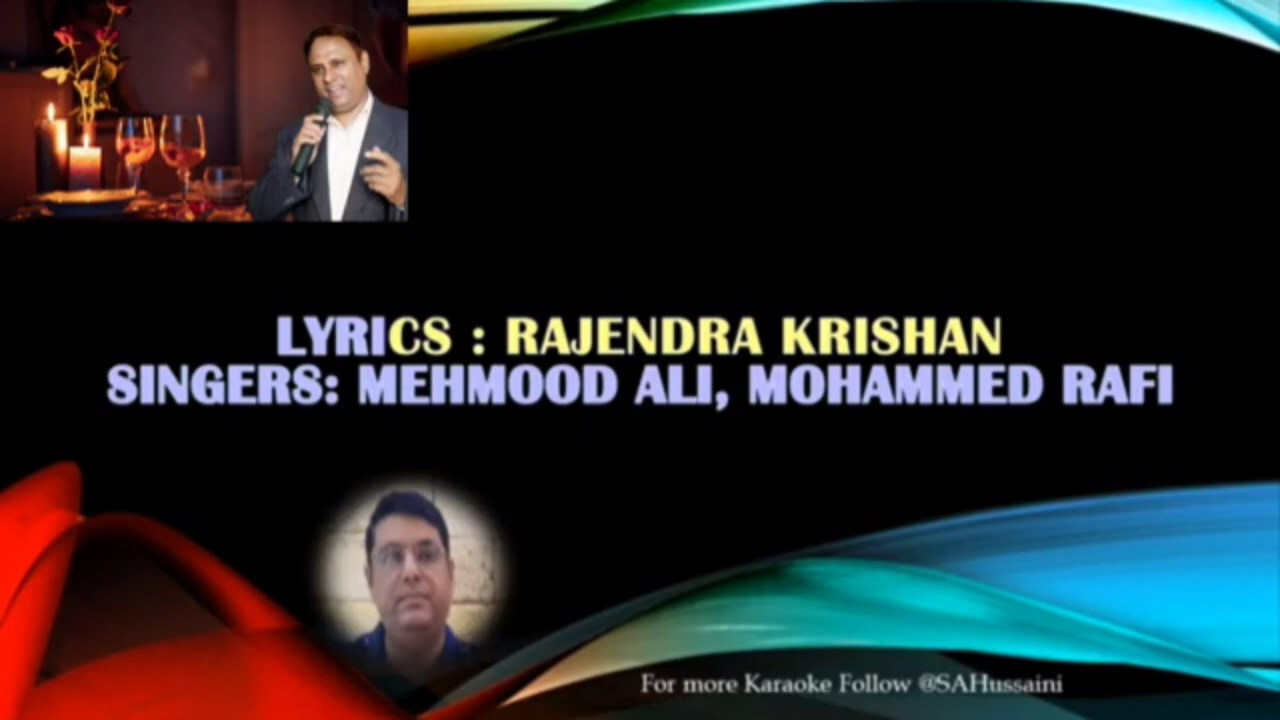 LYRICS : RAJENDRA KRISHAN
SINGERS: MEHMOOD ALI, MOHAMMED RAFI
For more Karaoke Follow @SAHussaini